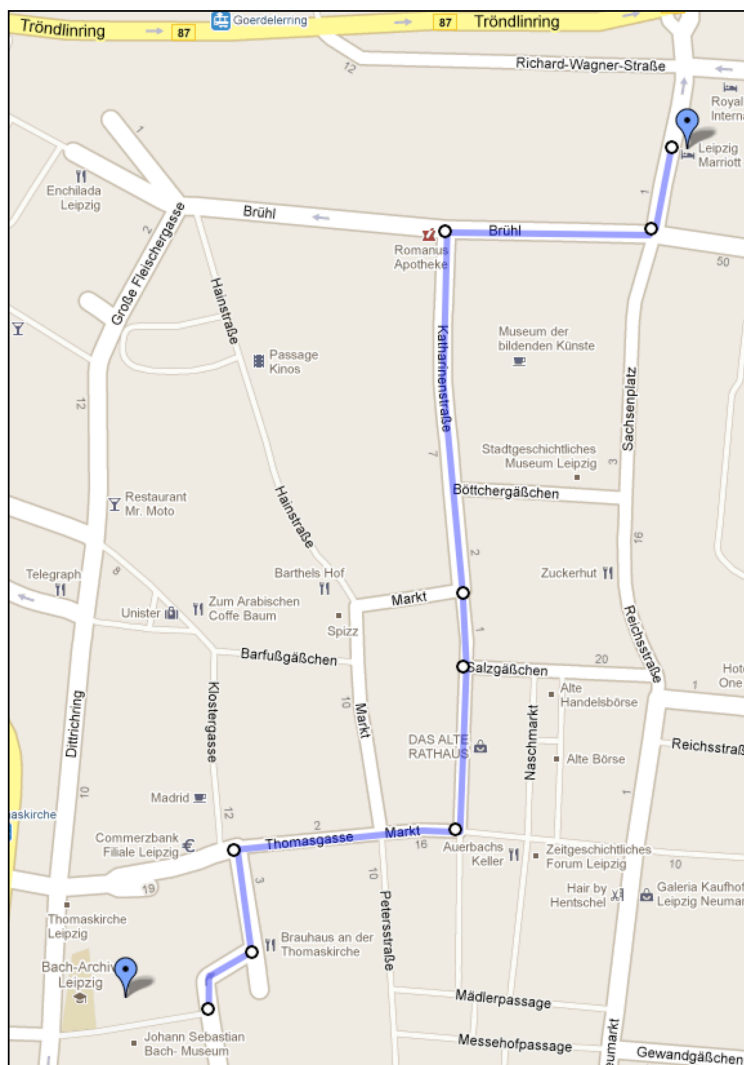 Tröndlinring
87
Goerdelerring
87
Tröndlinring
12
Richard-Wagner-Straße
Royal
Interna
Leipzig
Marriott
1
1
Enchilada
Leipzig
2
Große Fleischergasse
Brühl
Brühl
Romanus
Apotheke
50
Hainstraße
Katharinenstraße
Museum der
bildenden Künste
Passage
Kinos
12
Sachsenplatz
7
Stadtgeschichtliches
Museum Leipzig
3
Böttchergäßchen
Restaurant
Mr. Moto
Hainstraße
16
8
2
Telegraph
Barthels Hof
Zuckerhut
Unister
Zum Arabischen
Coffe Baum
Markt
Spizz
1
Reichsstraße
Barfußgäßchen
Salzgäßchen
20
Hote
One
Klostergasse
10
Markt
Alte
Handelsbörse
1
Dittrichring
DAS ALTE
RATHAUS
Naschmarkt
Alte Börse
Reichsstraß
10
Madrid
12
1
maskirche
Commerzbank
Filiale Leipzig
2
Thomasgasse
Markt
16
Auerbachs
Keller
Zeitgeschichtliches
Forum Leipzig
10
19
3
10
Petersstraße
Hair by
Hentschel
Galeria Kaufhof
Leipzig Neumar
Thomaskirche
Leipzig
Brauhaus an der
Thomaskirche
Bach-Archiv
Leipzig
Mädlerpassage
Johann Sebastian
Bach- Museum
Messehofpassage
eumarkt
Gewandgäßchen